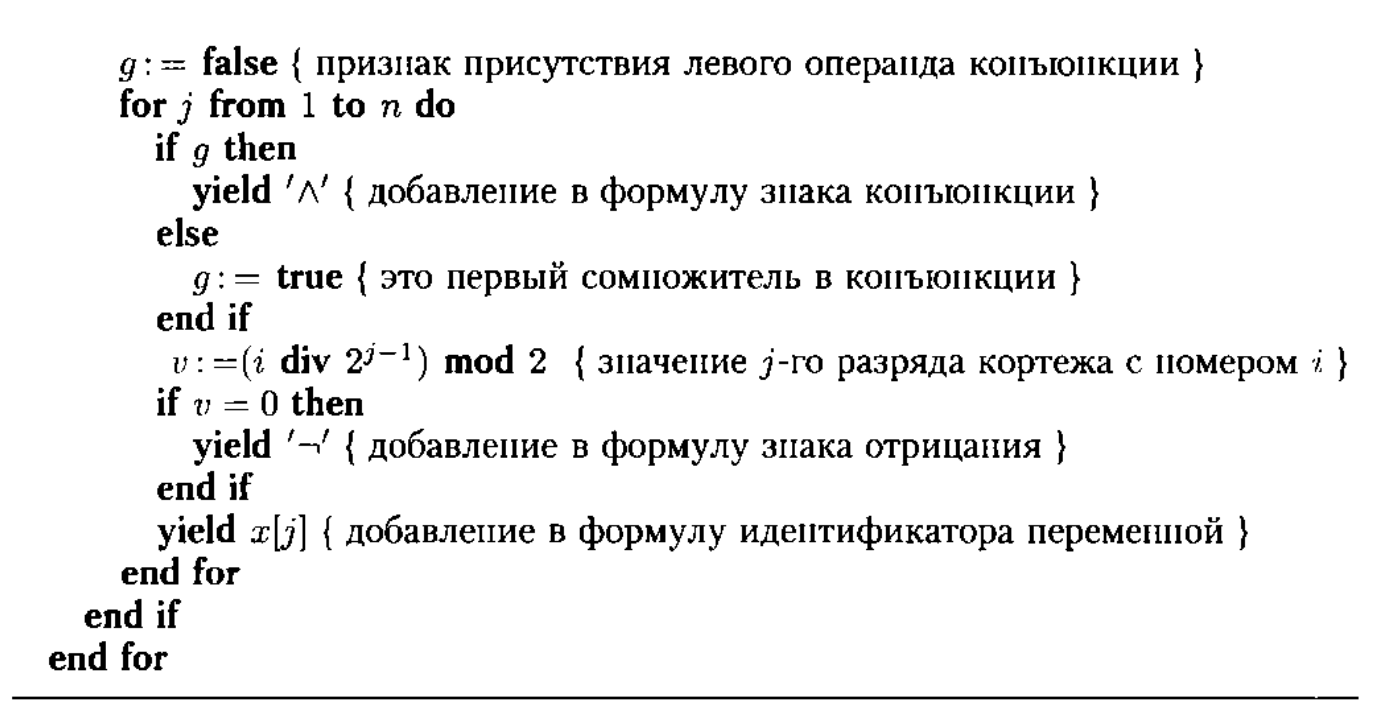 g := false { признак присутствия левого операнда конъюнкции }
for j from 1 to n do
if g then
yield '∧' { добавление в формулу знака конъюнкции }
else
g := true { это первый сомножитель в конъюнкции }
end if
v :=(i div 2^{j−1}) mod 2 { значение j-го разряда кортежа с номером i }
if v = 0 then
yield '¬' { добавление в формулу знака отрицания }
end if
yield x[j] { добавление в формулу идентификатора переменной }
end for
end if
end for